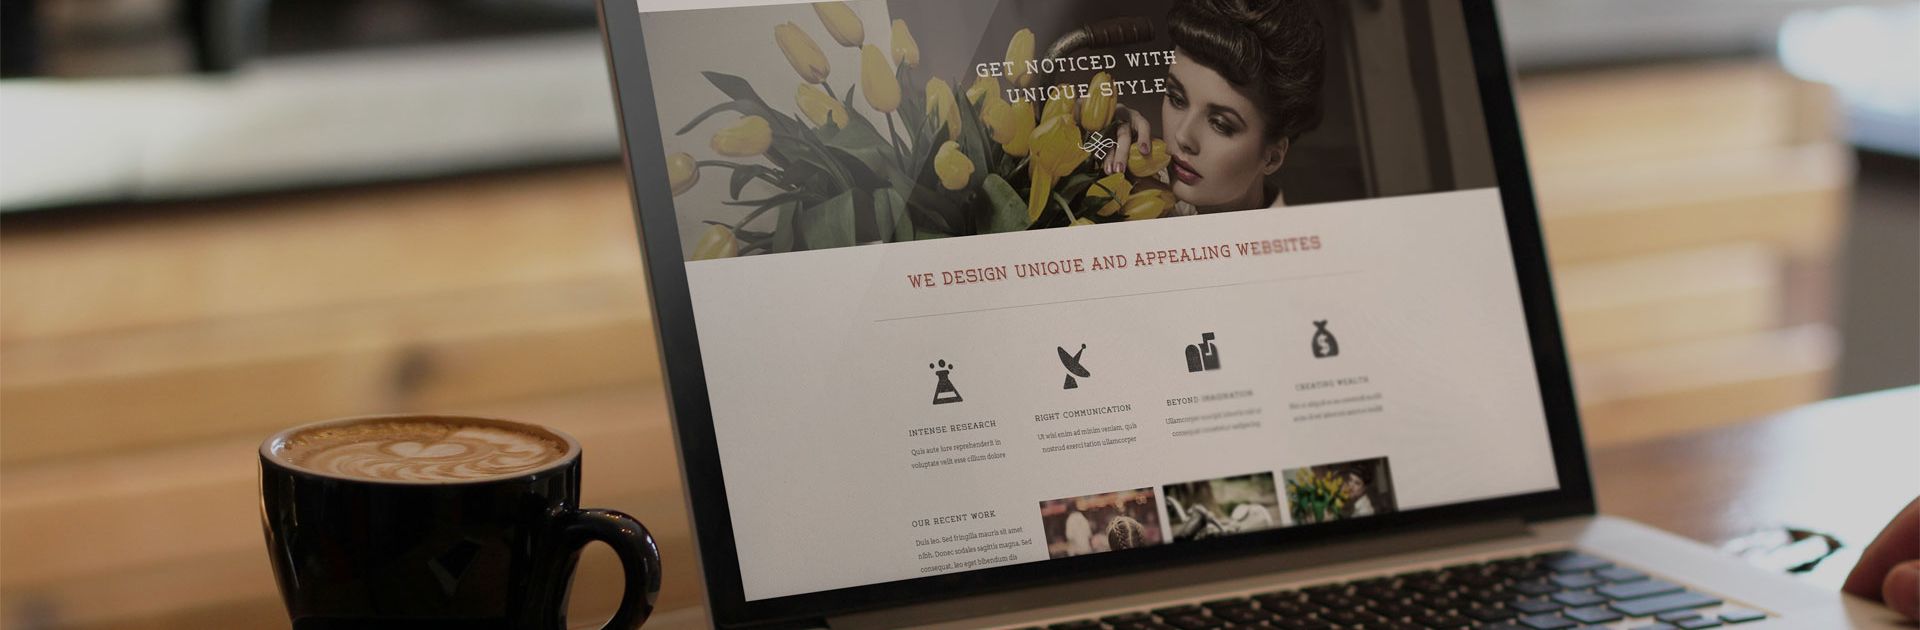 GET NOTICED WITH
UNIQUE STYLE
WE DESIGN UNIQUE AND APPEALING WEBSITES
INTENSE RESEARCH
Quis aute iure reprehenderit in
voluptate velit esse cillum dolore
RIGHT COMMUNICATION
Ut wisi enim ad minim veniam, quis
nostrud exerci tation ullamcorper
BEYOND IMAGINATION
Ullamcorper suscipit lobortis nisl ut
consequat consectetur sadipscing
CREATING WEALTH
OUR RECENT WORK
Duis leo. Sed fringilla mauris sit amet
nibh. Donec sodales sagittis magna. Sed
consequat, leo eget bibendum dis